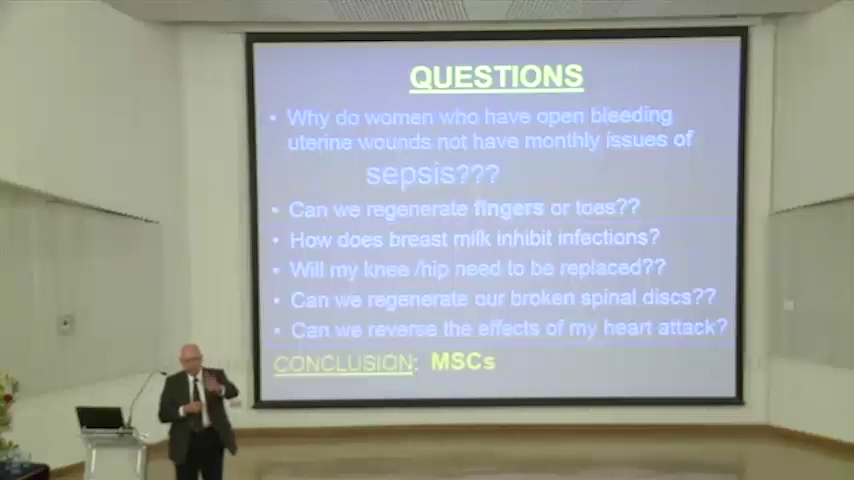 QUESTIONS
• Why do women who have open bleeding
uterine wounds not have monthly issues of
sepsis???
• Can we regenerate fingers or toes??
• How does breast milk inhibit infections?
• Will my knee /hip need to be replaced??
• Can we regenerate our broken spinal discs??
• Can we reverse the effects of my heart attack?
CONCLUSION: MSCs